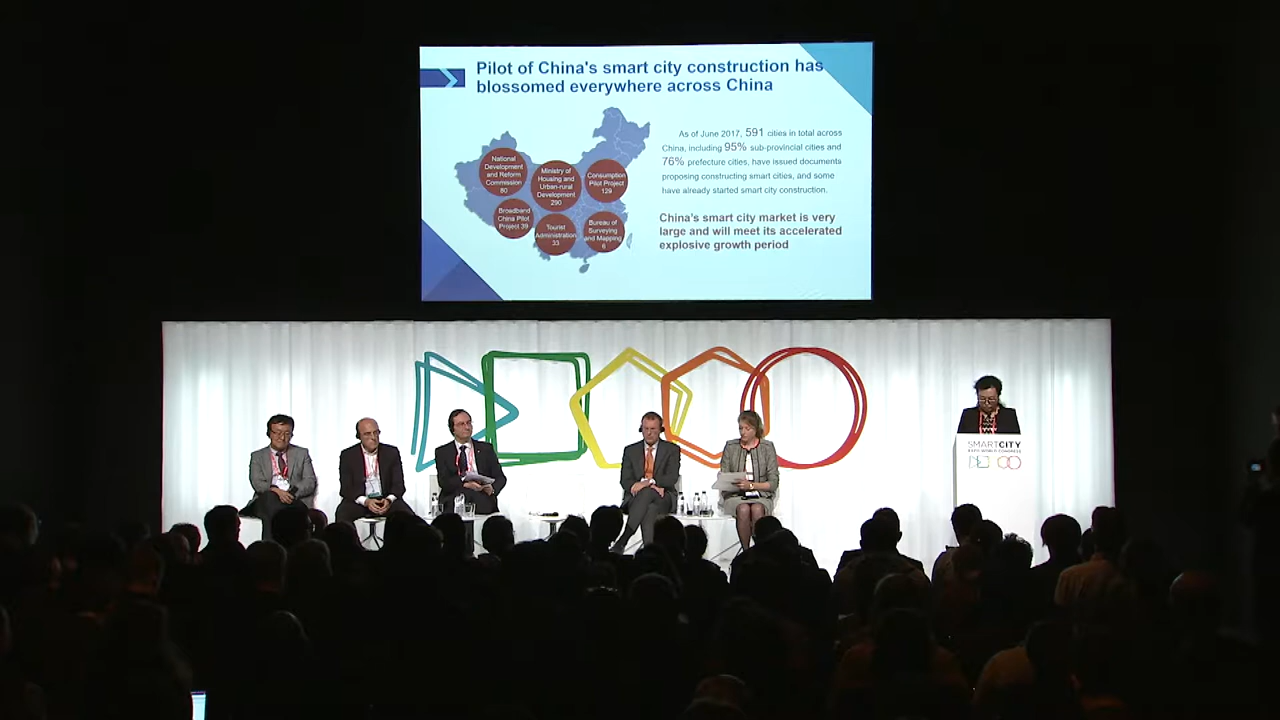 Pilot of China's smart city construction has
blossomed everywhere across China
National
Development
and Reform
Commission
80
Ministry of
Housing and
Urban-rural
Development
290
Consumption
Pilot Project
129
Broadband
China Pilot
Project 39
Tourist
Administration
33
Bureau of
Surveying
and Mapping
6
As of June 2017, 591 cities in total across
China, including 95% sub-provincial cities and
76% prefecture cities, have issued documents
proposing constructing smart cities, and some
have already started smart city construction.
China's smart city market is very
large and will meet its accelerated
explosive growth period
SMARTCITY
EXPO WORLD CONGRESS